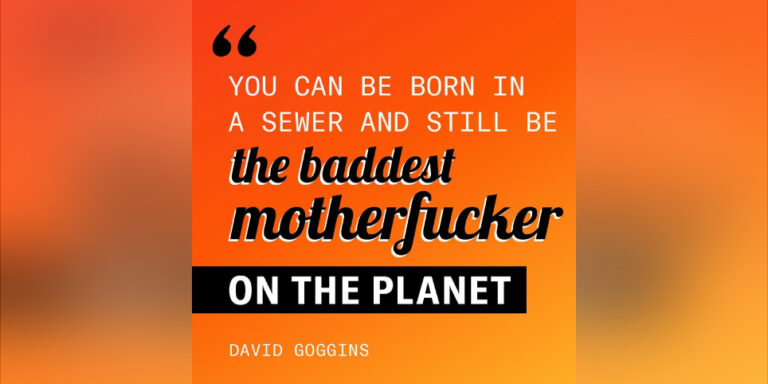 “
YOU CAN BE BORN IN
A SEWER AND STILL BE
the baddest
motherfucker
ON THE PLANET
DAVID GOGGINS